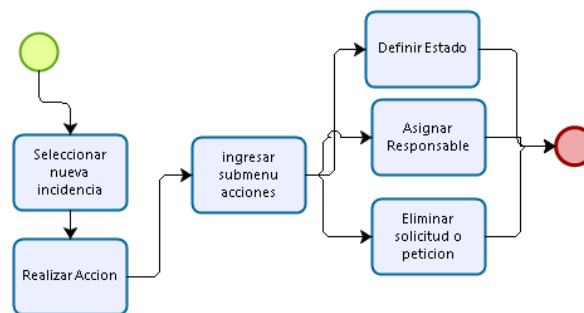 Seleccionar
nueva
incidencia
Realizar Accion
ingresar
submenu
acciones
Definir Estado
Asignar
Responsable
Eliminar
solicitud o
peticion